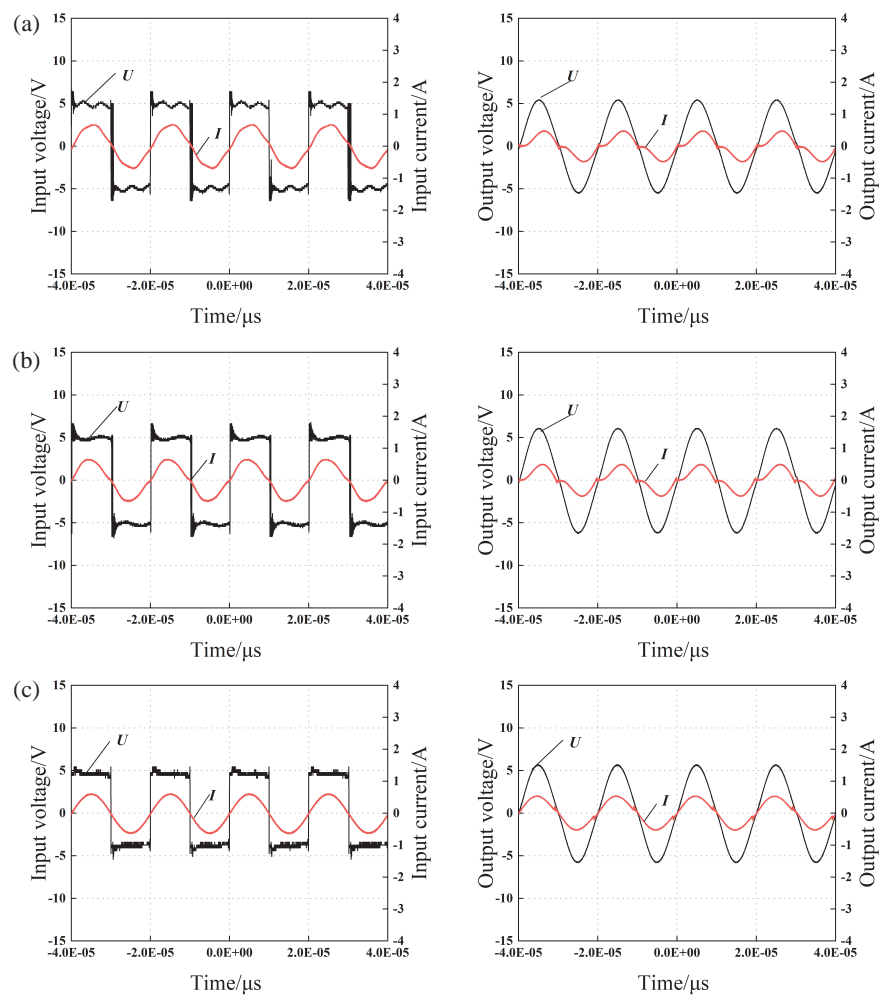 (a)
15
10
5
0
-5
-10
-15
Input voltage/V
4
3
2
1
0
-1
-2
-3
-4
Input current/A
U
I
-4.0E-05 -2.0E-05 0.0E+00 2.0E-05 4.0E-05
Time/μs
15
10
5
0
-5
-10
-15
Output voltage/V
4
3
2
1
0
-1
-2
-3
-4
Output current/A
U
I
-4.0E-05 -2.0E-05 0.0E+00 2.0E-05 4.0E-05
Time/μs
(b)
15
10
5
0
-5
-10
-15
Input voltage/V
4
3
2
1
0
-1
-2
-3
-4
Input current/A
U
I
-4.0E-05 -2.0E-05 0.0E+00 2.0E-05 4.0E-05
Time/μs
15
10
5
0
-5
-10
-15
Output voltage/V
4
3
2
1
0
-1
-2
-3
-4
Output current/A
U
I
-4.0E-05 -2.0E-05 0.0E+00 2.0E-05 4.0E-05
Time/μs
(c)
15
10
5
0
-5
-10
-15
Input voltage/V
4
3
2
1
0
-1
-2
-3
-4
Input current/A
U
I
-4.0E-05 -2.0E-05 0.0E+00 2.0E-05 4.0E-05
Time/μs
15
10
5
0
-5
-10
-15
Output voltage/V
4
3
2
1
0
-1
-2
-3
-4
Output current/A
U
I
-4.0E-05 -2.0E-05 0.0E+00 2.0E-05 4.0E-05
Time/μs